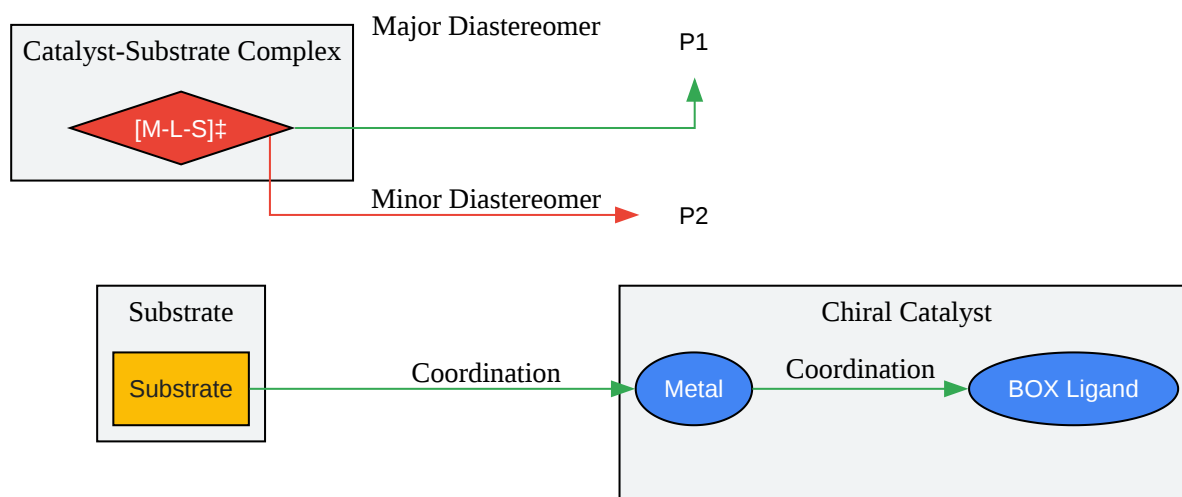 Major Diastereomer
Catalyst-Substrate Complex
P1
[M-L-S]‡
Minor Diastereomer
P2
Substrate
Chiral Catalyst
Substrate
Coordination
Metal
Coordination
BOX Ligand